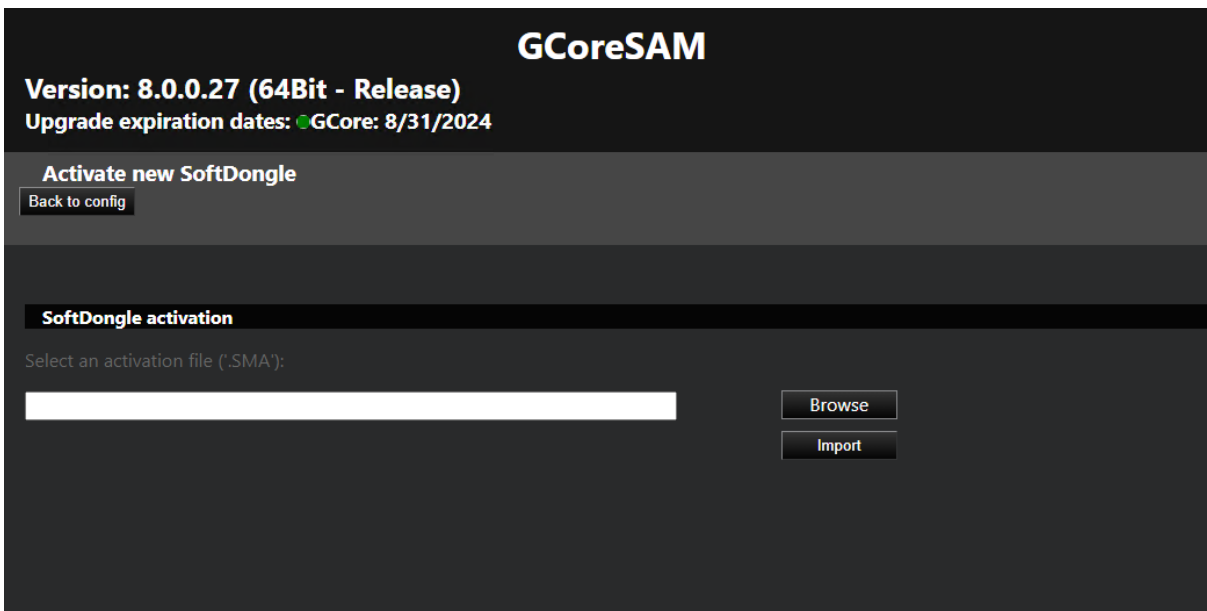 GCoreSAM
Version: 8.0.0.27 (64Bit - Release)
Upgrade expiration dates: GCore: 8/31/2024
Activate new SoftDongle
Back to config
SoftDongle activation
Select an activation file ('.SMA'):
Browse
Import